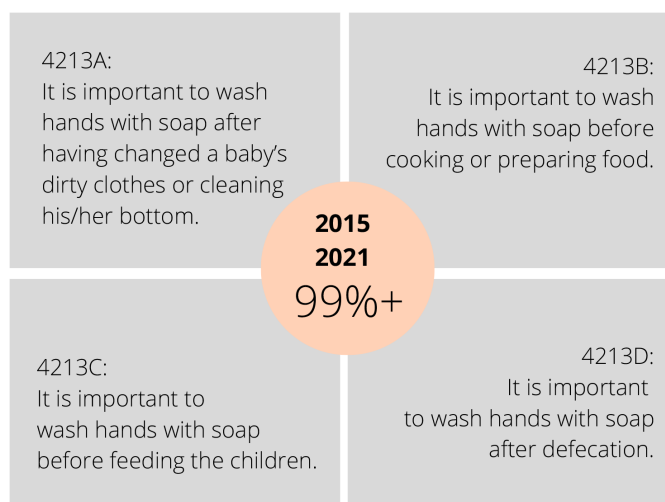 4213A:
It is important to wash
hands with soap after
having changed a baby’s
dirty clothes or cleaning
his/her bottom.
4213B:
It is important to wash
hands with soap before
cooking or preparing food.
2015
2021
99%+
4213C:
It is important to
wash hands with soap
before feeding the children.
4213D:
It is important
to wash hands with soap
after defecation.